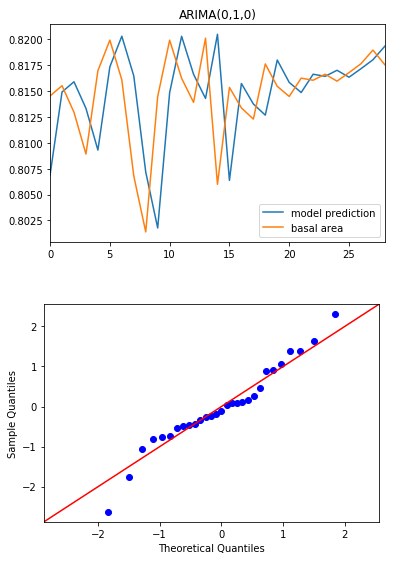 ARIMA(0,1,0)
0.8200
0.8175
0.8150
0.8125
0.8100
0.8075
0.8050
0.8025
model prediction
basal area
0 5 10 15 20 25
2
1
0
−1
−2
Sample Quantiles
−2 −1 0 1 2
Theoretical Quantiles